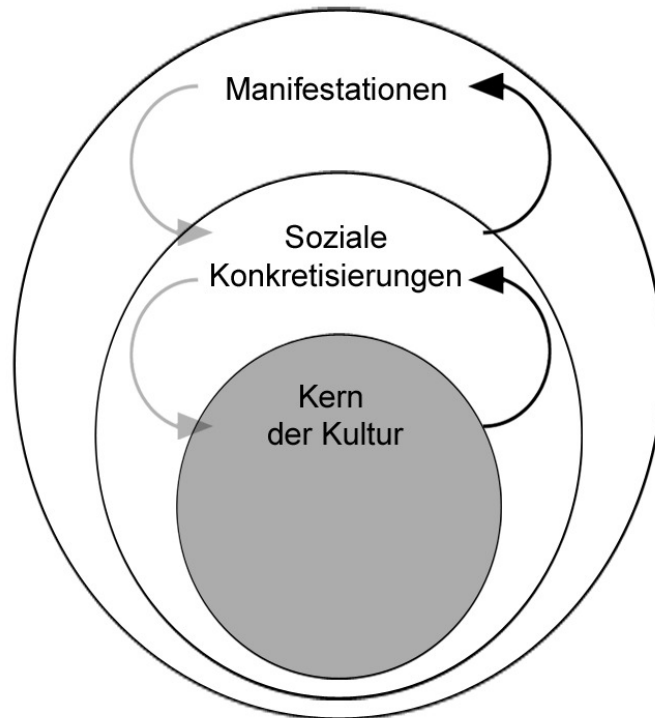 Manifestationen
Soziale
Konkretisierungen
Kern
der Kultur